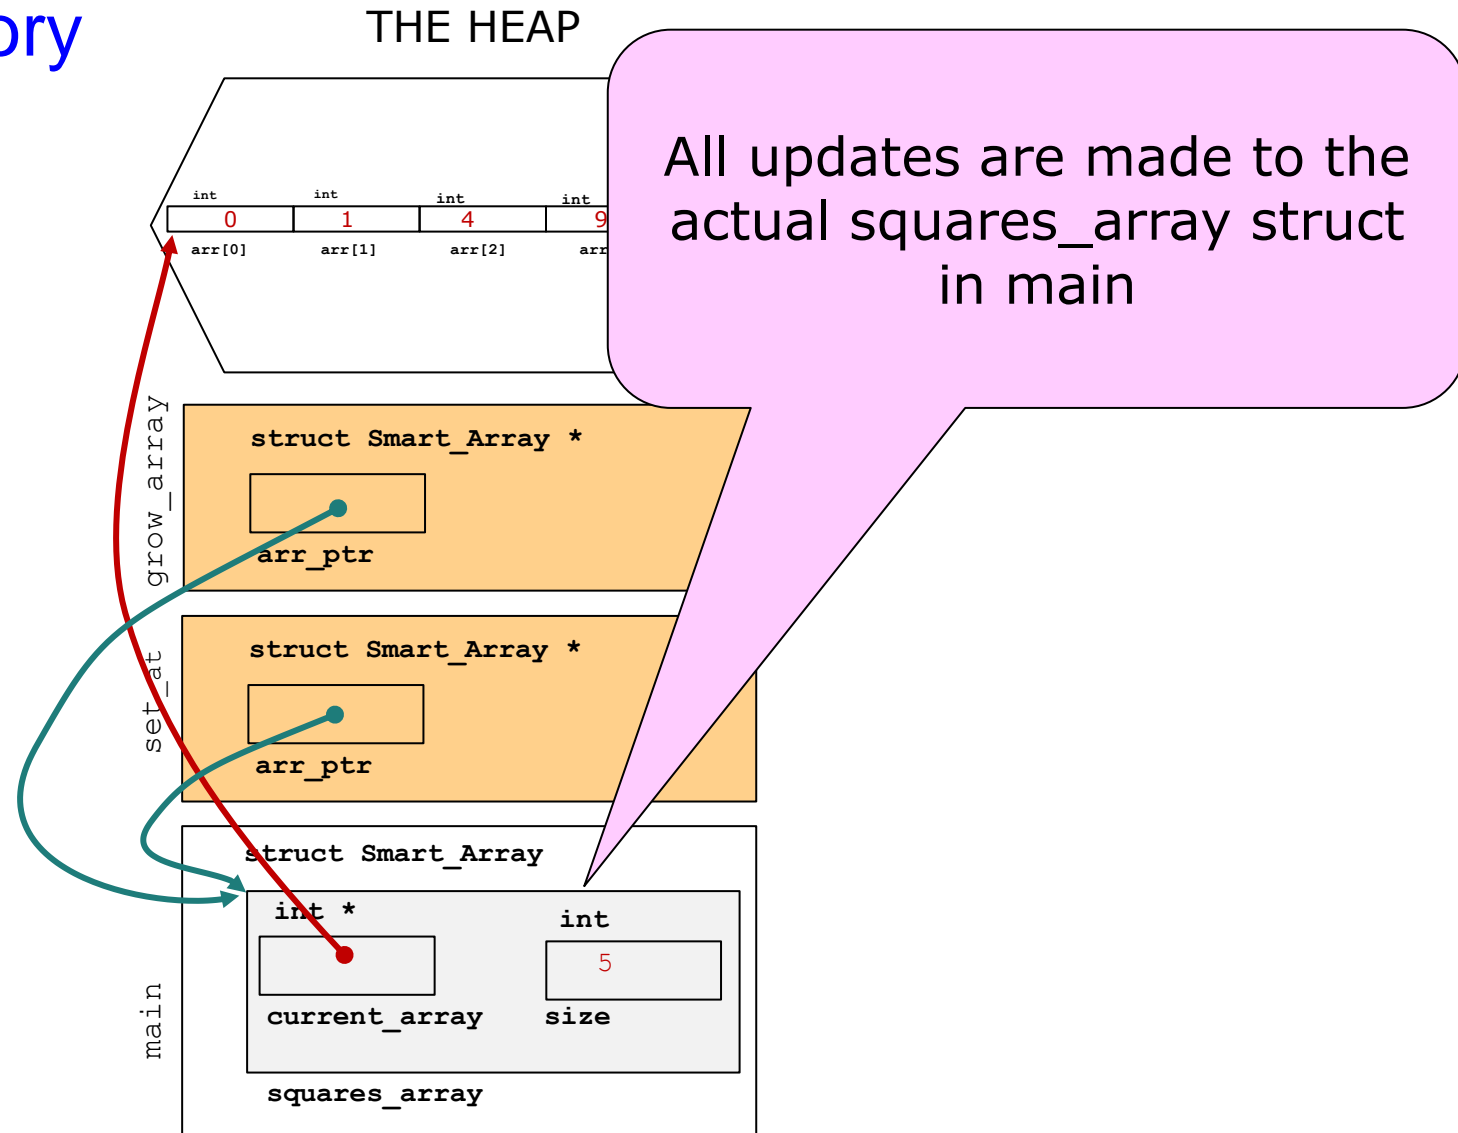 ory
THE HEAP
All updates are made to the
actual squares_array struct
in main
int int int int
0 1 4 9
arr[0] arr[1] arr[2] arr
grow_array
struct Smart_Array *
arr_ptr
set_at
struct Smart_Array *
arr_ptr
main
struct Smart_Array
int * int
5
current_array size
squares_array